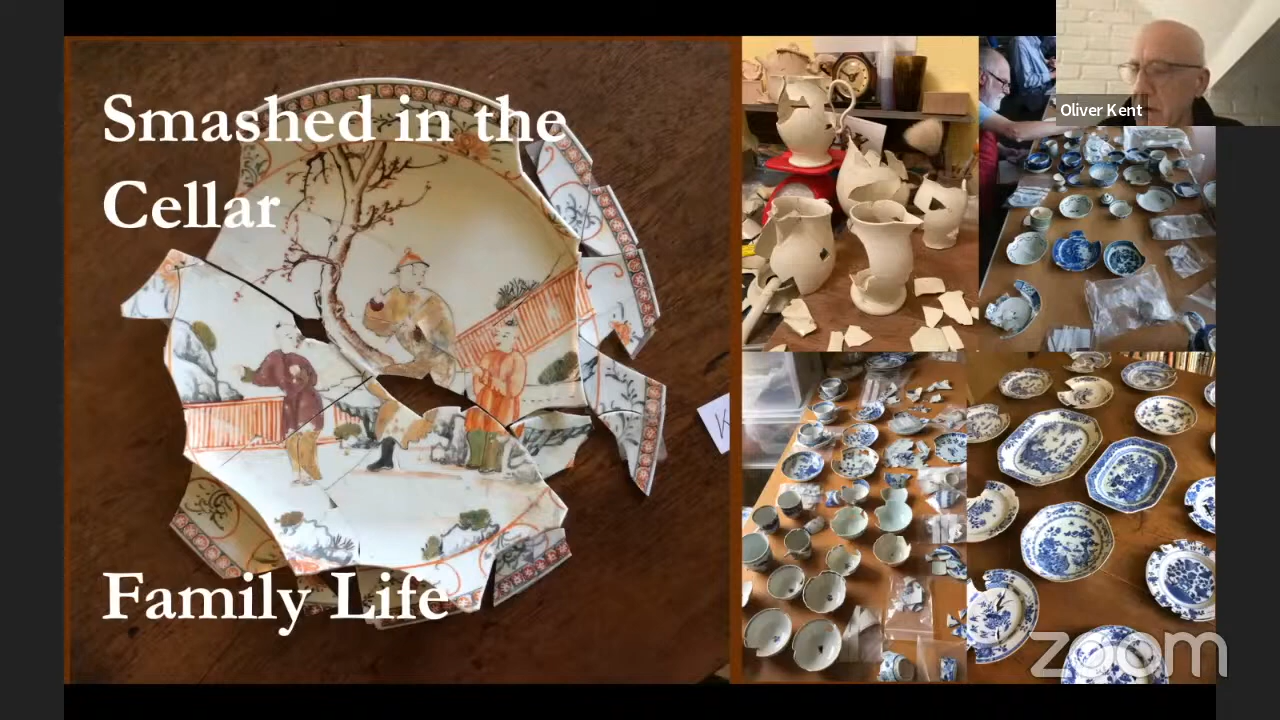 Smashed in the
Cellar
Family Life
Oliver Kent
K
zoom